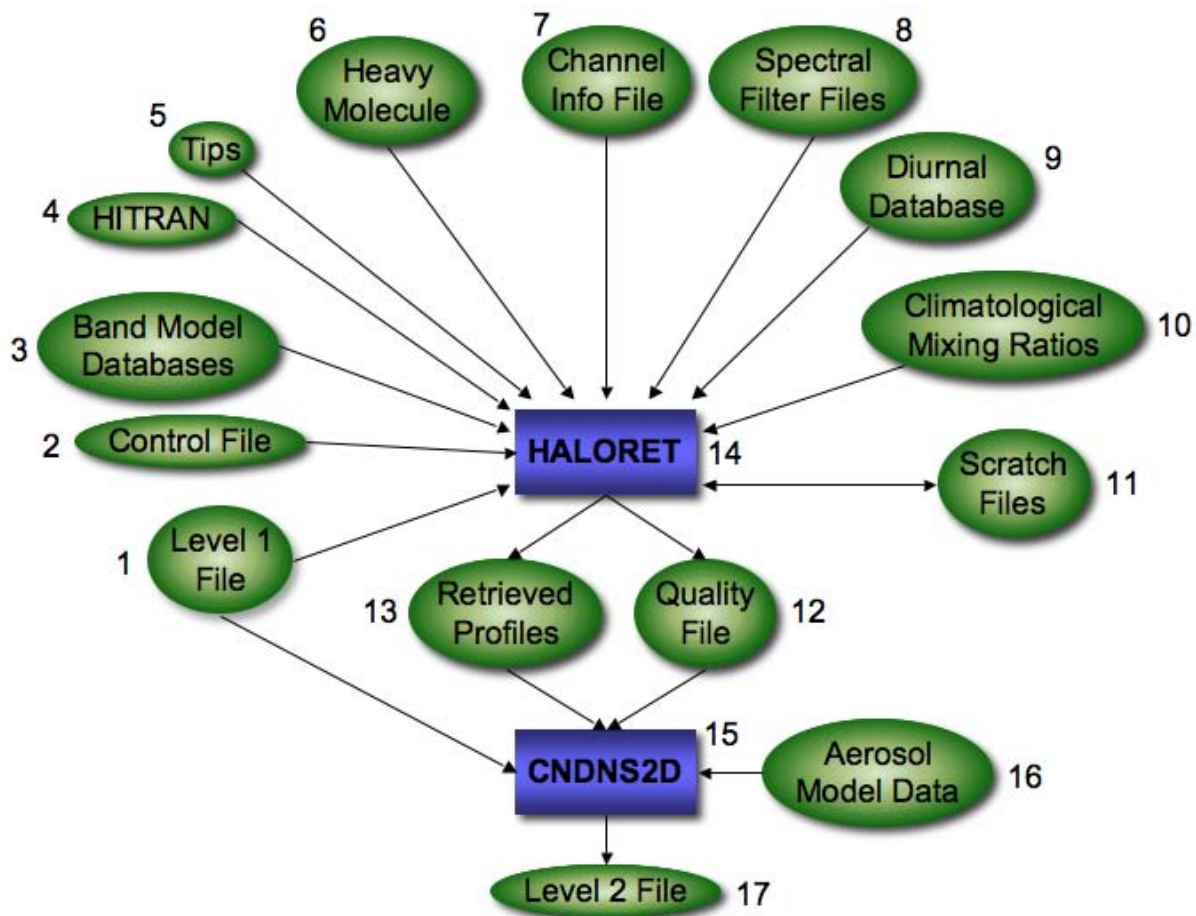 6
Heavy
Molecule
7
Channel
Info File
8
Spectral
Filter Files
5
Tips
9
Diurnal
Database
4
HITRAN
3
Band Model
Databases
Climatological
Mixing Ratios
10
2
Control File
HALORET
14
Scratch
Files
11
1
Level 1
File
13
Retrieved
Profiles
Quality
File
12
15
CNDNS2D
Aerosol
Model Data
16
Level 2 File
17